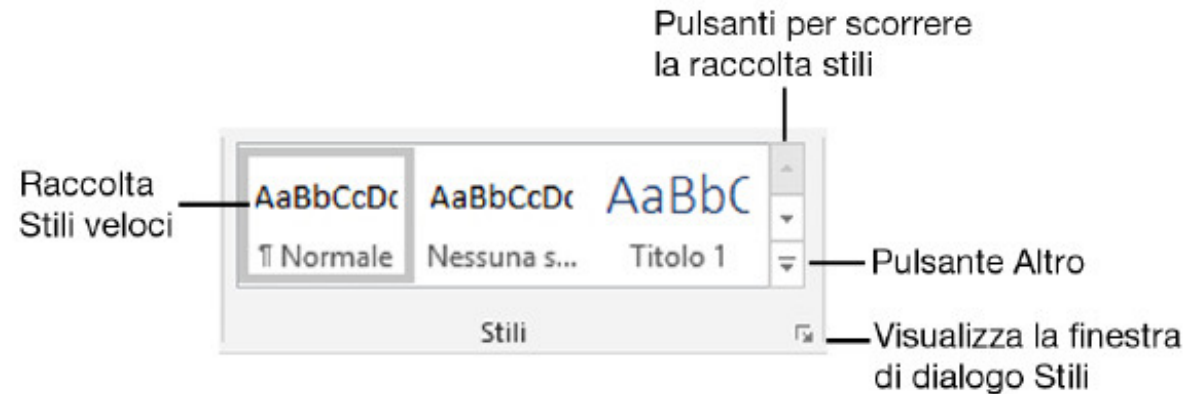 Pulsanti per scorrere
la raccolta stili
Raccolta
Stili veloci
AaBbCcDc AaBbCcDc AaBbC
¶ Normale Nessuna s... Titolo 1
Pulsante Altro
Stili
Visualizza la finestra
di dialogo Stili